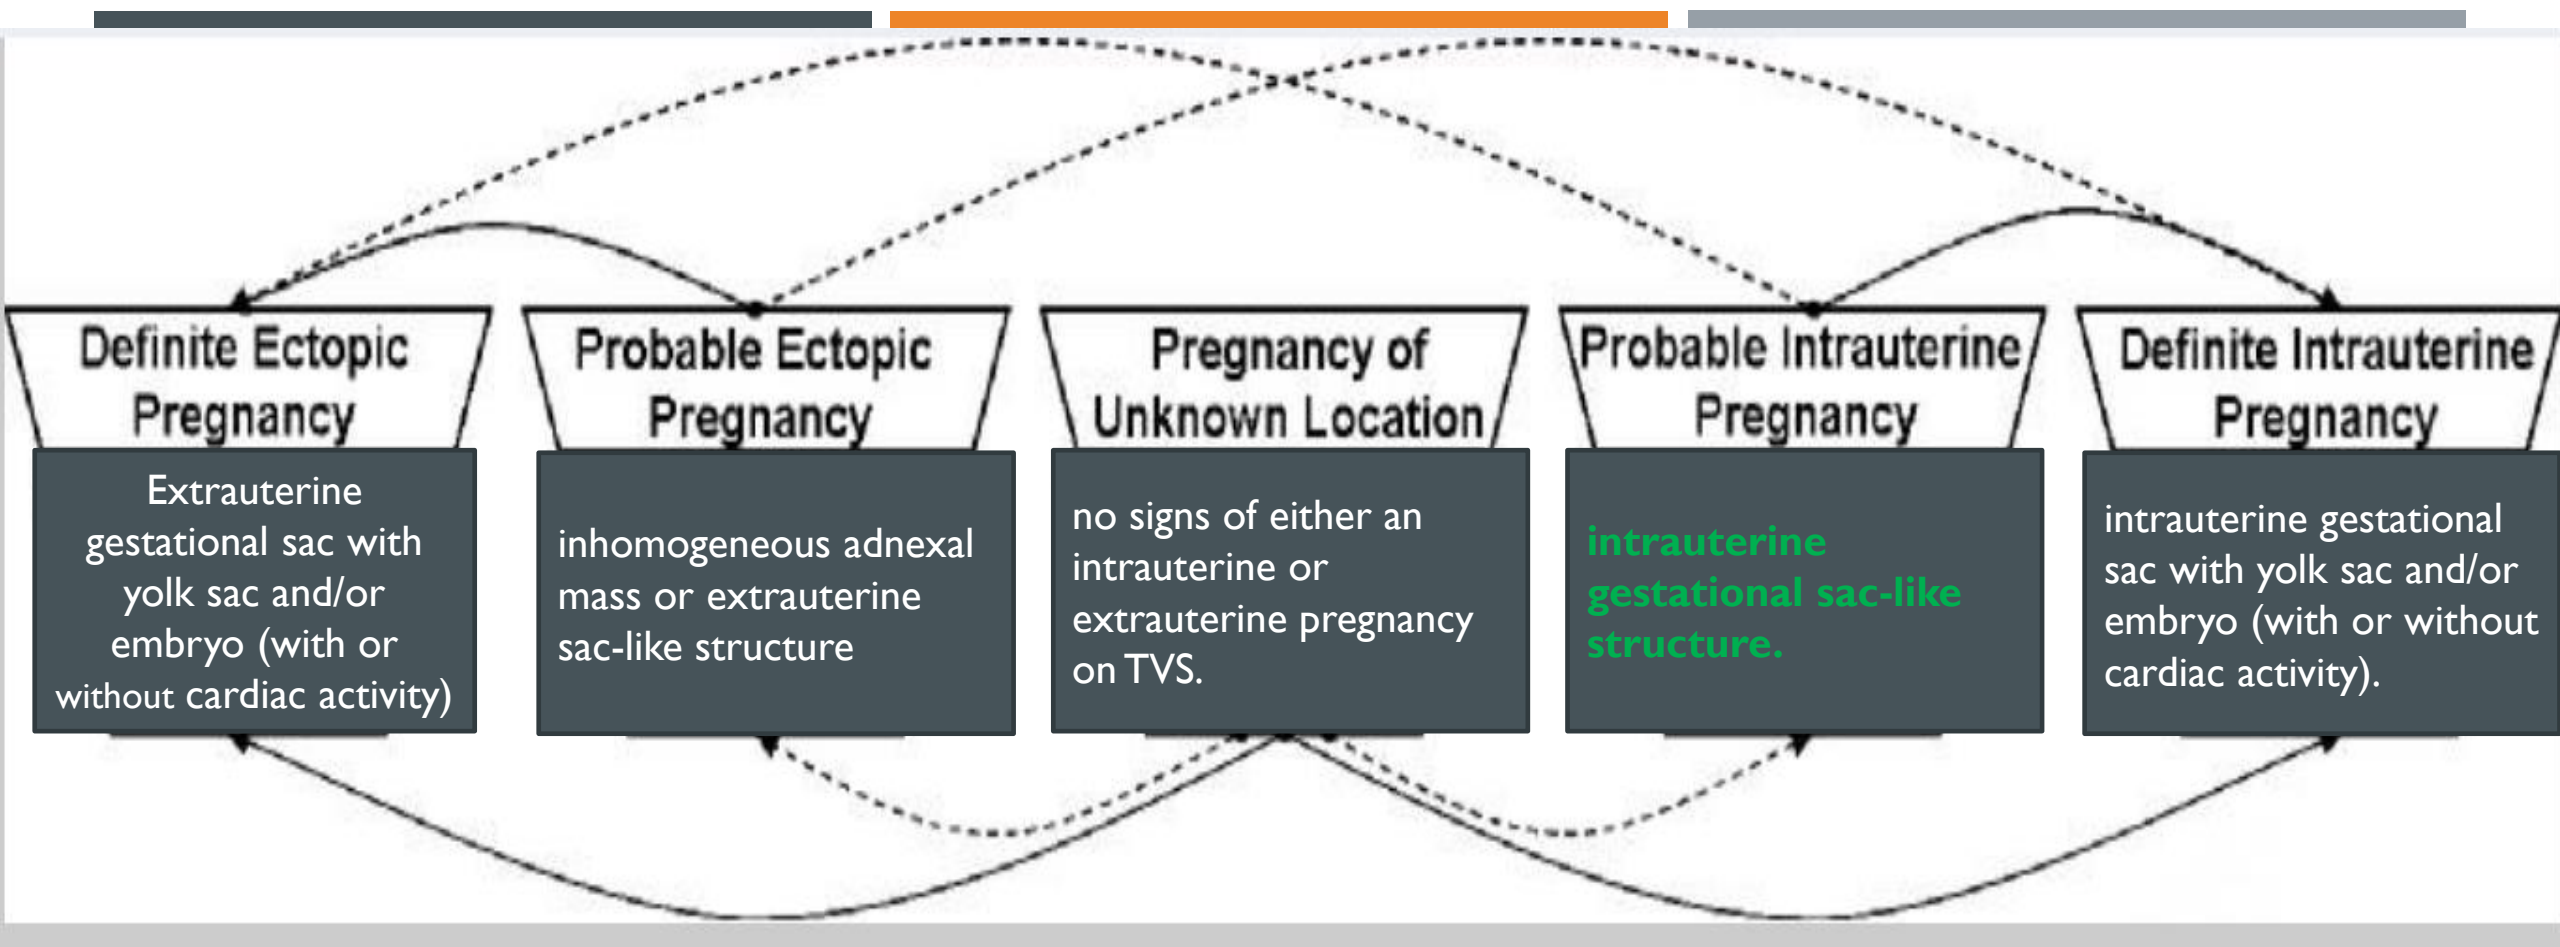 Definite Ectopic
Pregnancy
Extrauterine
gestational sac with
yolk sac and/or
embryo (with or
without cardiac activity)
Probable Ectopic
Pregnancy
inhomogeneous adnexal
mass or extrauterine
sac-like structure
Pregnancy of
Unknown Location
no signs of either an
intrauterine or
extrauterine pregnancy
on TVS.
Probable Intrauterine
Pregnancy
intrauterine
gestational sac-like
structure.
Definite Intrauterine
Pregnancy
intrauterine gestational
sac with yolk sac and/or
embryo (with or without
cardiac activity).